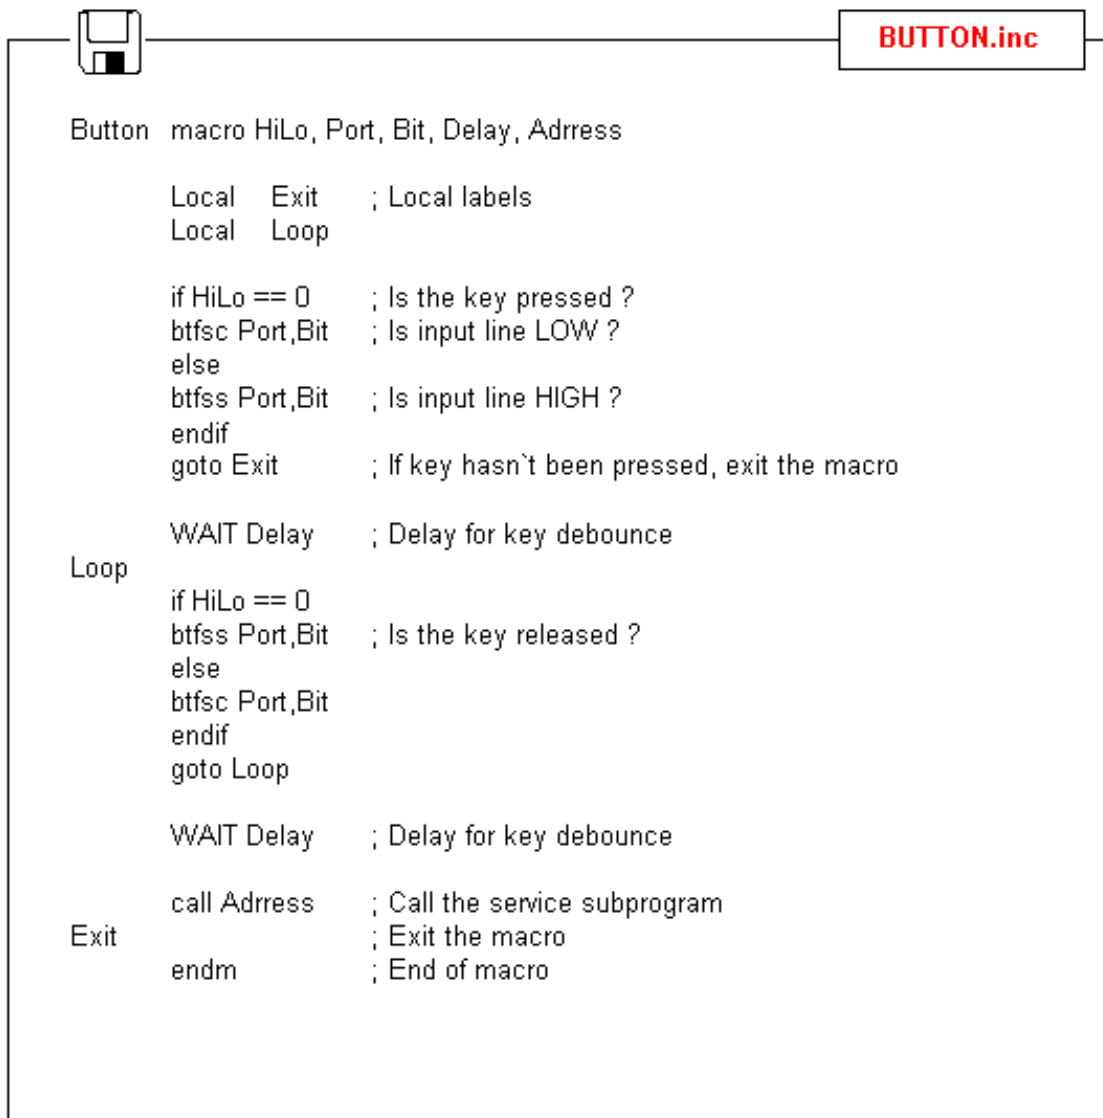 BUTTON.inc
Button macro HiLo, Port, Bit, Delay, Adrress
Local Exit ; Local labels
Local Loop
if HiLo == 0 ; Is the key pressed ?
btfsc Port,Bit ; Is input line LOW ?
else
btfss Port,Bit ; Is input line HIGH ?
endif
goto Exit ; If key hasn`t been pressed, exit the macro
WAIT Delay ; Delay for key debounce
Loop
if HiLo == 0
btfss Port,Bit ; Is the key released ?
else
btfsc Port,Bit
endif
goto Loop
WAIT Delay ; Delay for key debounce
call Adrress ; Call the service subprogram
Exit ; Exit the macro
endm ; End of macro